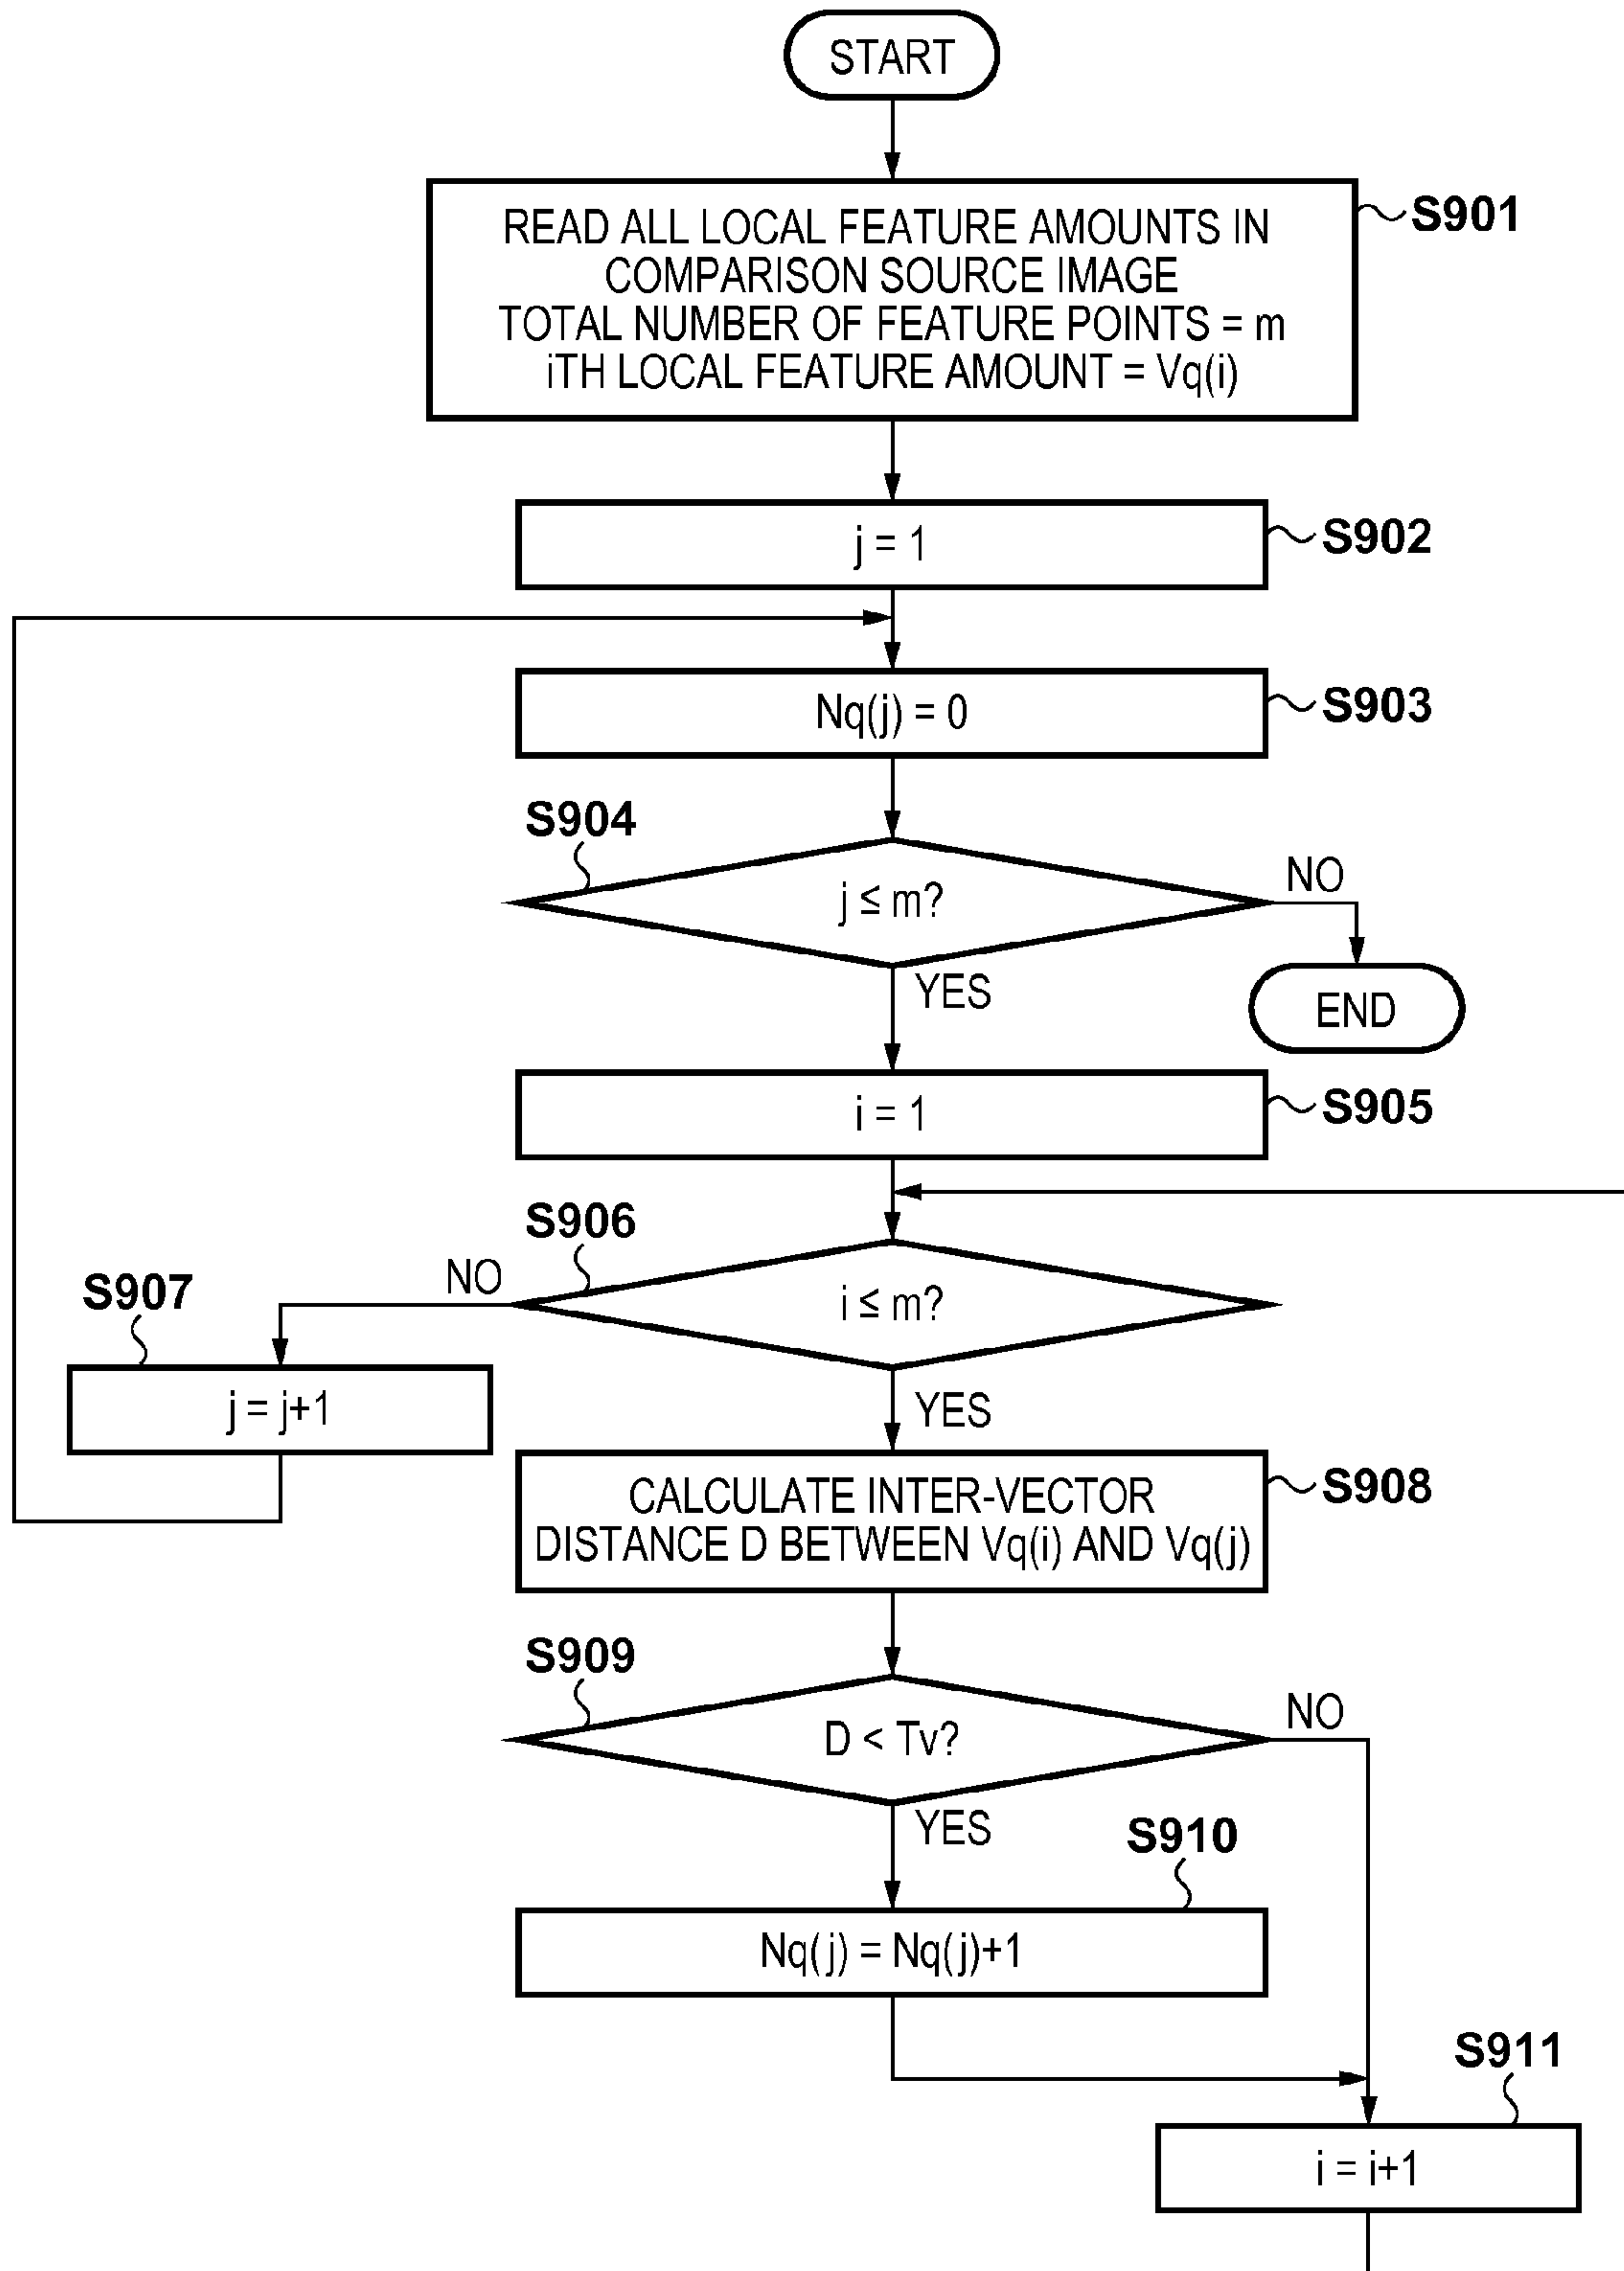 START
READ ALL LOCAL FEATURE AMOUNTS IN
COMPARISON SOURCE IMAGE
TOTAL NUMBER OF FEATURE POINTS = m
iTH LOCAL FEATURE AMOUNT = Vq(i)
S901
j = 1
S902
Nq(j) = 0
S903
S904
j ≤ m?
NO
YES
END
i = 1
S905
S906
i ≤ m?
NO
S907
j = j+1
YES
CALCULATE INTER-VECTOR
DISTANCE D BETWEEN Vq(i) AND Vq(j)
S908
S909
D < Tv?
NO
YES
S910
Nq(j) = Nq(j)+1
S911
i = i+1